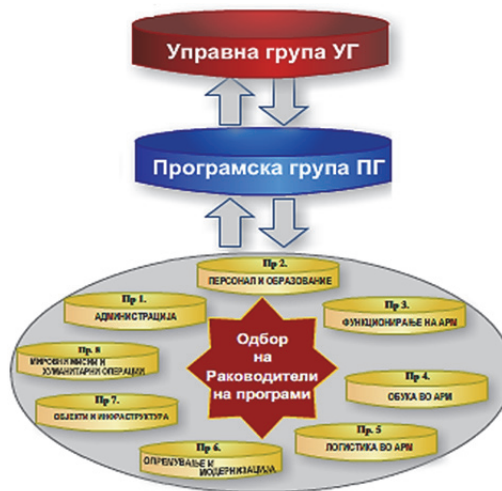 Управна група УГ
Програмска група ПГ
Пр 2.
ПЕРСОНАЛ И ОБРАЗОВАНИЕ
Пр 1.
АДМИНИСТРАЦИЈА
Пр 3.
ФУНКЦИОНИРАЊЕ НА АРМ
Одбор
на
Раководители
на програми
Пр. 8
МИРОВНИ МИСИИ И
ХУМАНИТАРНИ ОПЕРАЦИИ
Пр 4.
ОБУКА ВО АРМ
Пр 7.
ОБЈЕКТИ И ИНФРАСТРУКТУРА
Пр. 5
ЛОГИСТИКА ВО АРМ
Пр 6.
ОПРЕМУВАЊЕ И
МОДЕРНИЗАЦИЈА